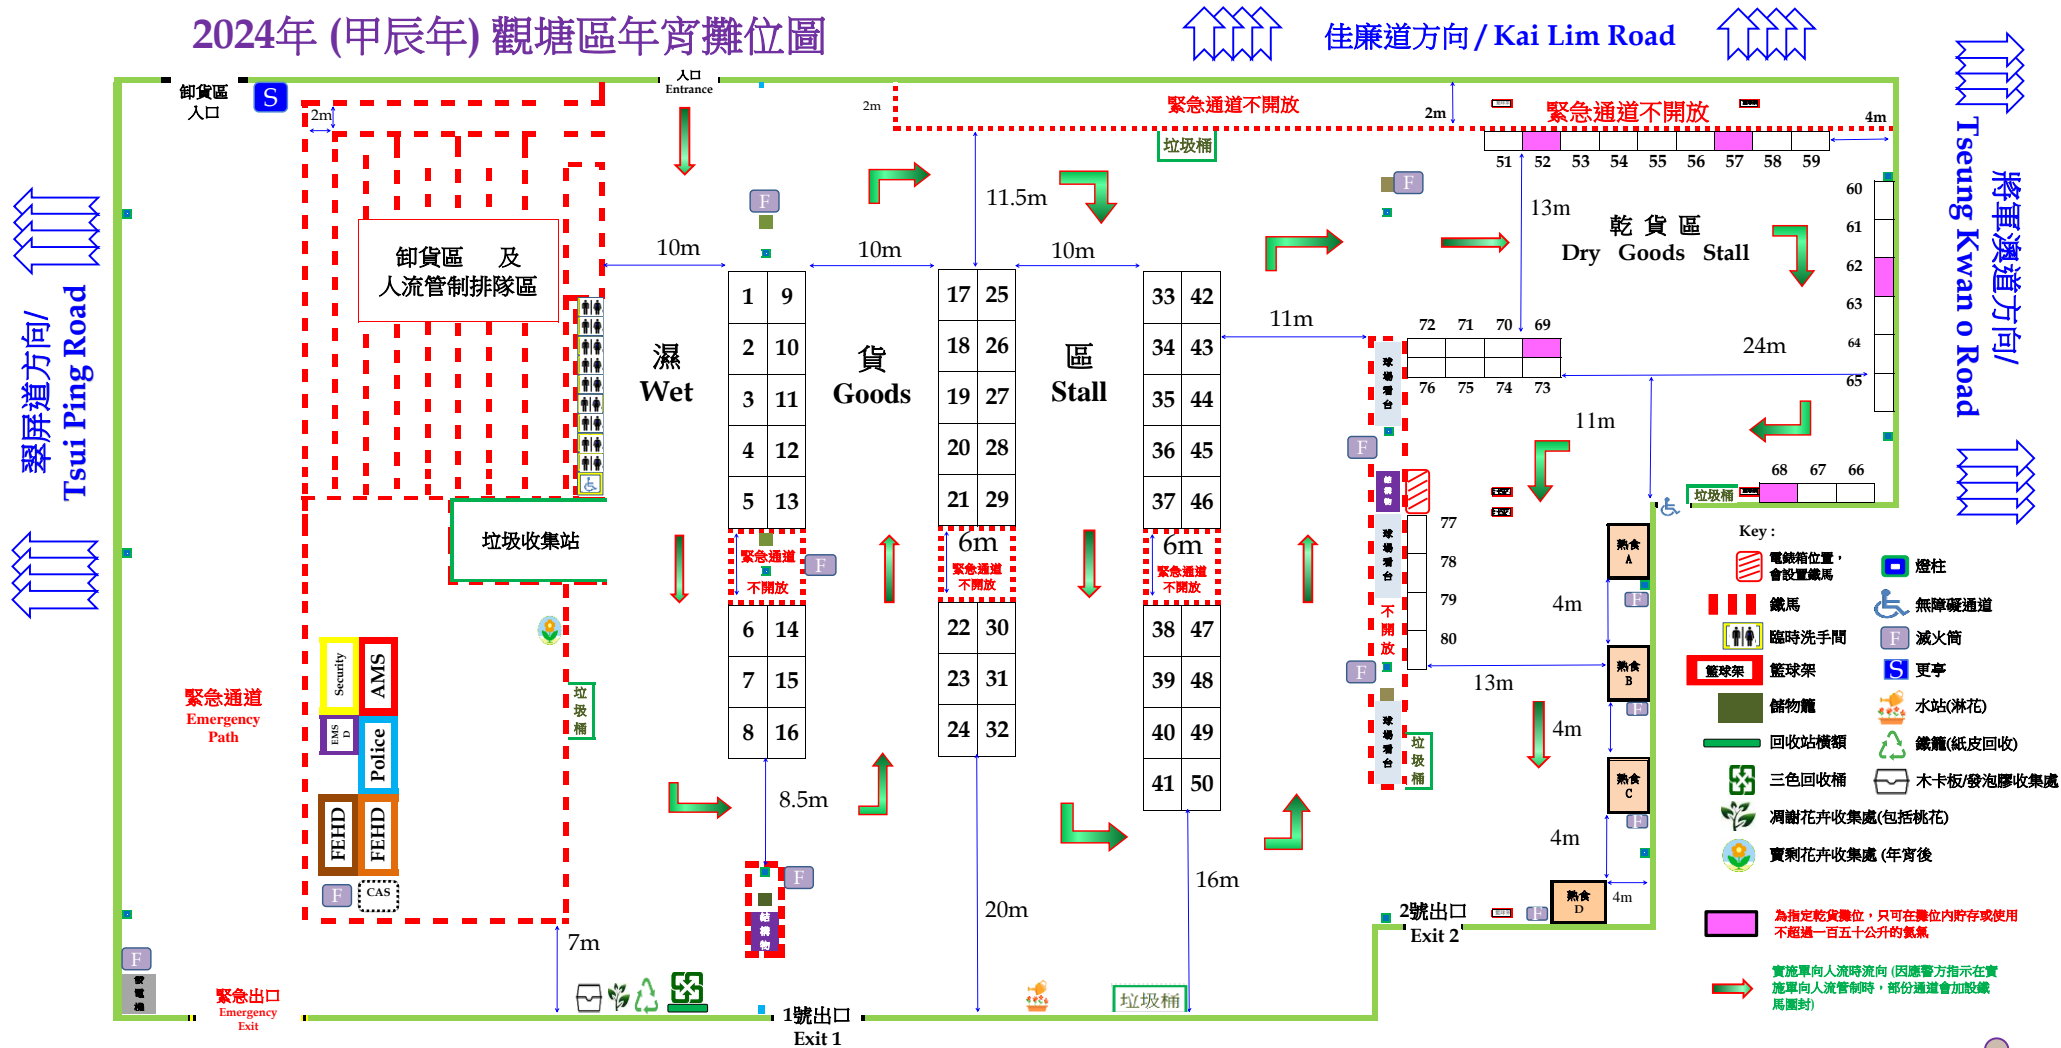 2024年 (甲辰年) 觀塘區年宵攤位圖
佳廉道方向 / Kai Lim Road
翠屏道方向/
Tsui Ping Road
將軍澳道方向/
Tseung Kwan o Road
卸貨區
入口
S
入口
Entrance
2m
2m
緊急通道不開放
2m
緊急通道不開放
4m
垃圾桶
51 52 53 54 55 56 57 58 59
60
61
62
63
64
65
F
F
11.5m
13m
乾 貨 區
Dry Goods Stall
卸貨區 及
人流管制排隊區
10m
10m
10m
11m
24m
濕
Wet
貨
Goods
區
Stall
1 9
2 10
3 11
4 12
5 13
緊急通道
不開放
6 14
7 15
8 16
17 25
18 26
19 27
20 28
21 29
6m
緊急通道
不開放
22 30
23 31
24 32
33 42
34 43
35 44
36 45
37 46
6m
緊急通道
不開放
38 47
39 48
40 49
41 50
72 71 70 69
76 75 74 73
球場看台
F
11m
結構物
球場看台
不開放
球場看台
77
78
79
80
F
F
13m
垃圾桶
68 67 66
垃圾桶
熟食
A
F
4m
熟食
B
F
4m
熟食
C
F
4m
熟食
D
F
4m
垃圾收集站
垃圾桶
緊急通道
Emergency
Path
Security
AMS
EMS
D
Police
FEHD
FEHD
F
CAS
7m
8.5m
F
結構物
20m
16m
F
緊急出口
Emergency
Exit
1號出口
Exit 1
垃圾桶
2號出口
Exit 2
Key :
電錶箱位置，
會設置鐵馬
燈柱
鐵馬
無障礙通道
臨時洗手間
F
滅火筒
籃球架
籃球架
S
更亭
儲物籠
水站(淋花)
回收站橫額
鐵籠(紙皮回收)
三色回收桶
木卡板/發泡膠收集處
凋謝花卉收集處(包括桃花)
賣剩花卉收集處 (年宵後
為指定乾貨攤位，只可在攤位內貯存或使用
不超過一百五十公升的氦氣
實施單向人流時流向 (因應警方指示在實
施單向人流管制時，部份通道會加設鐵
馬圍封)